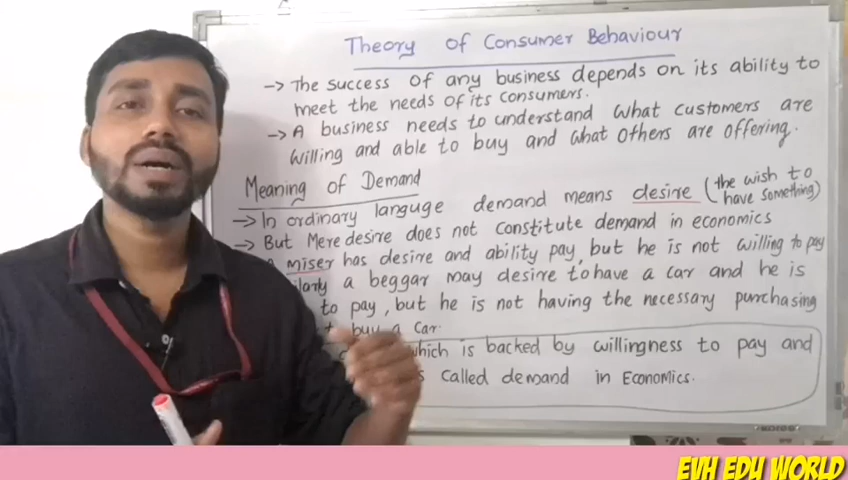 Theory of Consumer Behaviour
-> The success of any business depends on its ability to
meet the needs of its consumers.
-> A business needs to understand what customers are
willing and able to buy and what others are offering.
Meaning of Demand
-> In ordinary languge demand means desire (the wish to
have something)
-> But Mere desire does not constitute demand in economics
miser has desire and ability pay, but he is not willing to pay
a beggar may desire to have a car and he is
to pay, but he is not having the necessary purchasing
buy a car.
which is backed by willingness to pay and
called demand in Economics.
EVH EDU WORLD